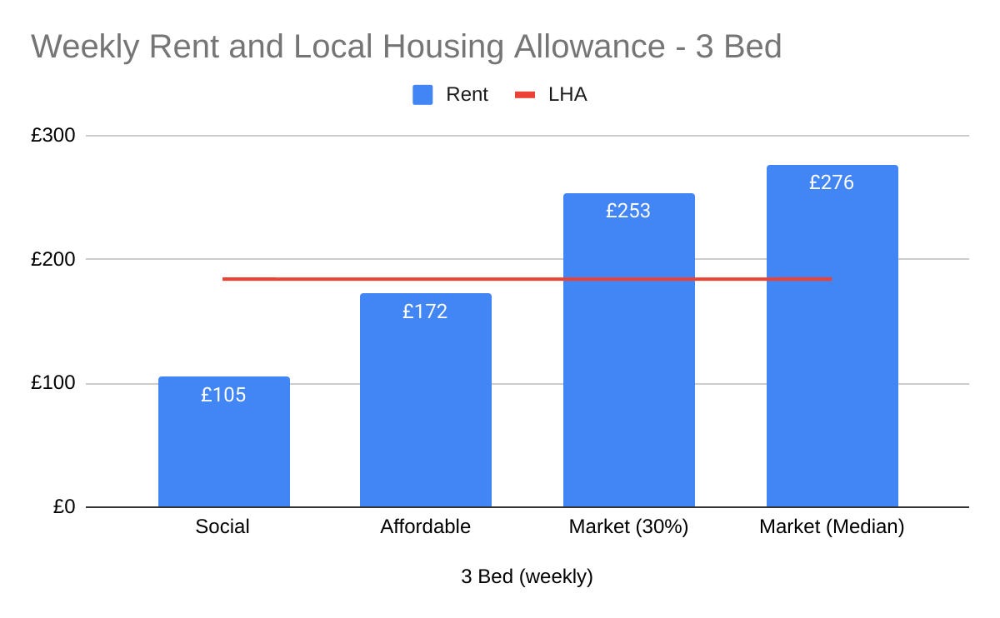 Weekly Rent and Local Housing Allowance - 3 Bed
Rent LHA
£300
£276
£253
£200
£172
£100
£105
£0
Social Affordable Market (30%) Market (Median)
3 Bed (weekly)